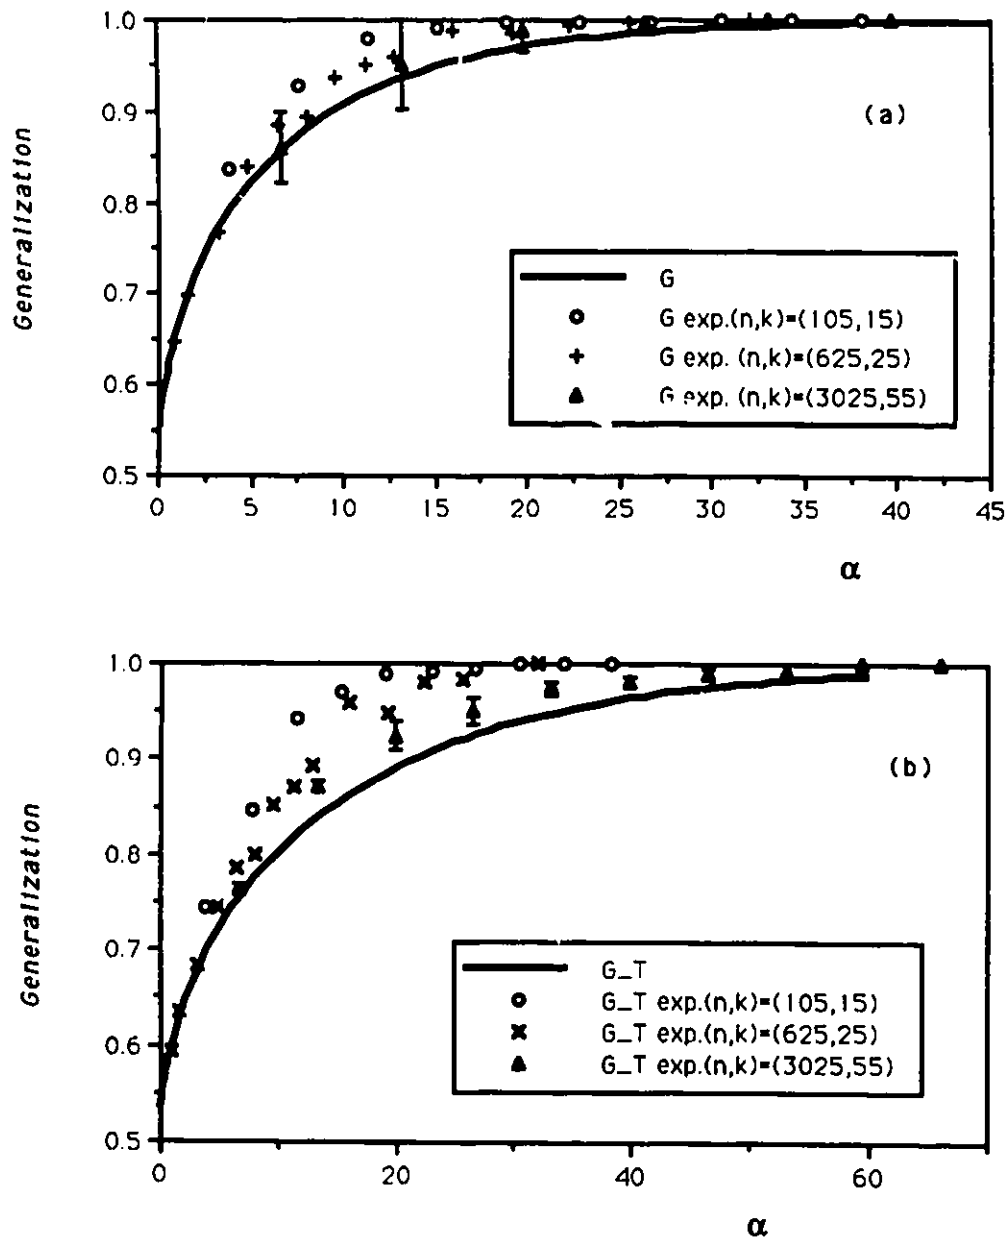 1.0
0.9
0.8
0.7
0.6
0.5
Generalization
(a)
G
G exp.(n,k)=(105,15)
G exp. (n,k)=(625,25)
G exp. (n,k)=(3025,55)
0 5 10 15 20 25 30 35 40 45
α
1.0
0.9
0.8
0.7
0.6
0.5
Generalization
(b)
G_T
G_T exp.(n,k)=(105,15)
G_T exp.(n,k)=(625,25)
G_T exp.(n,k)=(3025,55)
0 20 40 60
α